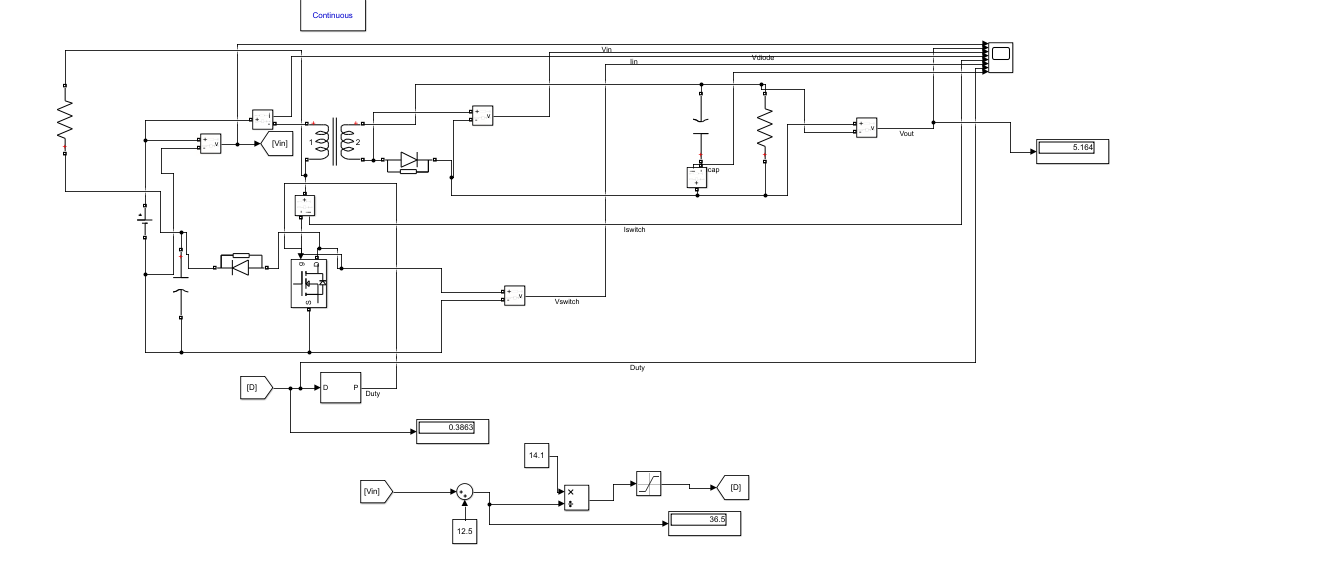 Continuous
Vin
Vdiode
Iin
+
i
-
[Vin]
+
-
v
1
2
+
-
v
+
-
v
Vout
5.164
cap
Iswitch
g
D
S
+
-
v
Vswitch
Duty
[D]
D
P
Duty
0.3863
14.1
[Vin]
[D]
12.5
36.5